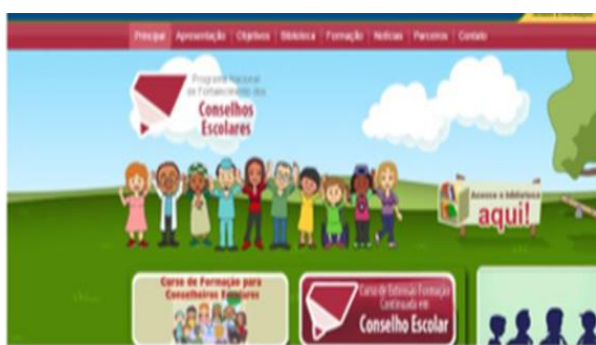 Principal Apresentação Objetivos Biblioteca Formação Notícias Parceiros Contato
Programa Nacional
de Fortalecimento dos
Conselhos
Escolares
Acesse a biblioteca
aqui!
Curso de Formação para
Conselheiros Escolares
Curso de Extensão Formação
Continuada em
Conselho Escolar